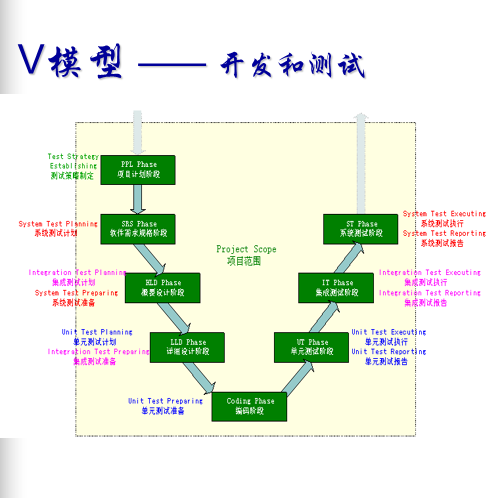 V模型 —— 开发和测试
Test Strategy
Establishing
测试策略制定
PPL Phase
项目计划阶段
System Test Planning
系统测试计划
SRS Phase
软件需求规格阶段
ST Phase
系统测试阶段
System Test Executing
系统测试执行
System Test Reporting
系统测试报告
Project Scope
项目范围
Integration Test Planning
集成测试计划
System Test Preparing
系统测试准备
HLD Phase
概要设计阶段
IT Phase
集成测试阶段
Integration Test Executing
集成测试执行
Integration Test Reporting
集成测试报告
Unit Test Planning
单元测试计划
Integration Test Preparing
集成测试准备
LLD Phase
详细设计阶段
UT Phase
单元测试阶段
Unit Test Executing
单元测试执行
Unit Test Reporting
单元测试报告
Unit Test Preparing
单元测试准备
Coding Phase
编码阶段